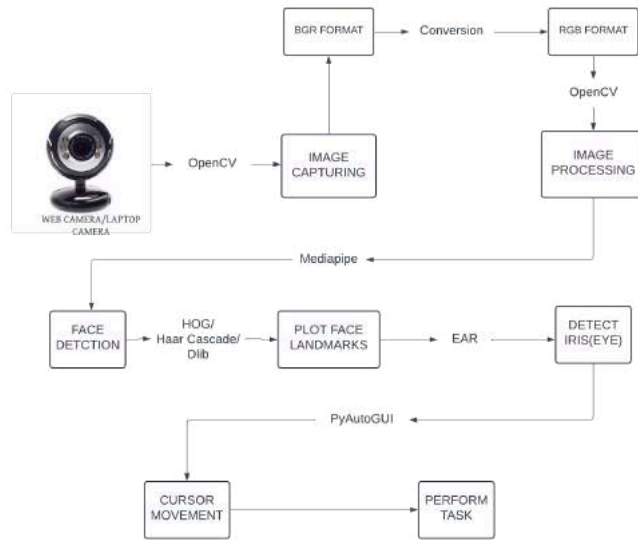 BGR FORMAT
Conversion
RGB FORMAT
OpenCV
WEB CAMERA/LAPTOP
CAMERA
OpenCV
IMAGE
CAPTURING
IMAGE
PROCESSING
Mediapipe
FACE
DETCTION
HOG/
Haar Cascade/
Dlib
PLOT FACE
LANDMARKS
EAR
DETECT
IRIS(EYE)
PyAutoGUI
CURSOR
MOVEMENT
PERFORM
TASK